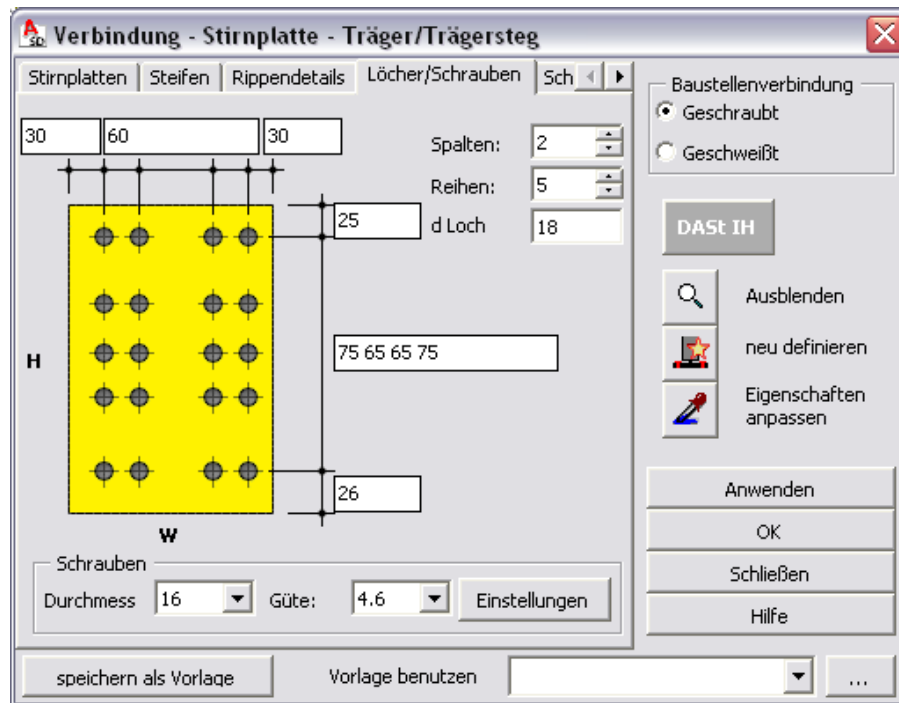 Verbindung - Stirnplatte - Träger/Trägersteg
Stirnplatten Steifen Rippendetails Löcher/Schrauben Sch
Baustellenverbindung
Geschraubt
Geschweißt
30 60 30
Spalten: 2
Reihen: 5
25
d Loch 18
DASt IH
Ausblenden
H
75 65 65 75
neu definieren
Eigenschaften
anpassen
26
W
Anwenden
OK
Schließen
Hilfe
Schrauben
Durchmess 16 Güte: 4.6 Einstellungen
speichern als Vorlage Vorlage benutzen ...